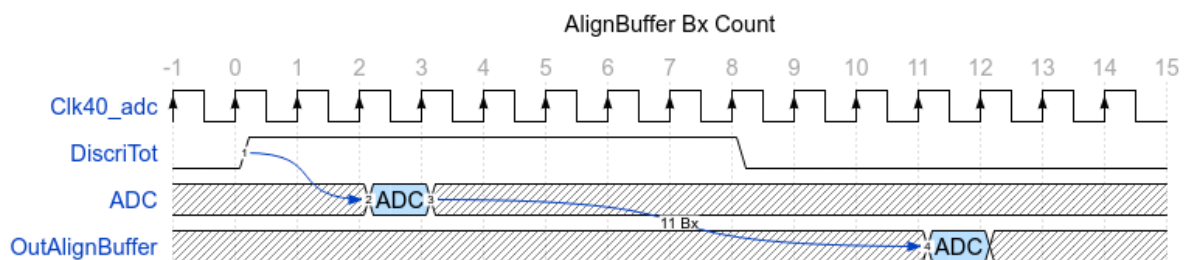 AlignBuffer Bx Count
-1 0 1 2 3 4 5 6 7 8 9 10 11 12 13 14 15
Clk40_adc
DiscriTot 1
ADC 2 ADC 3
11 Bx
OutAlignBuffer 4 ADC